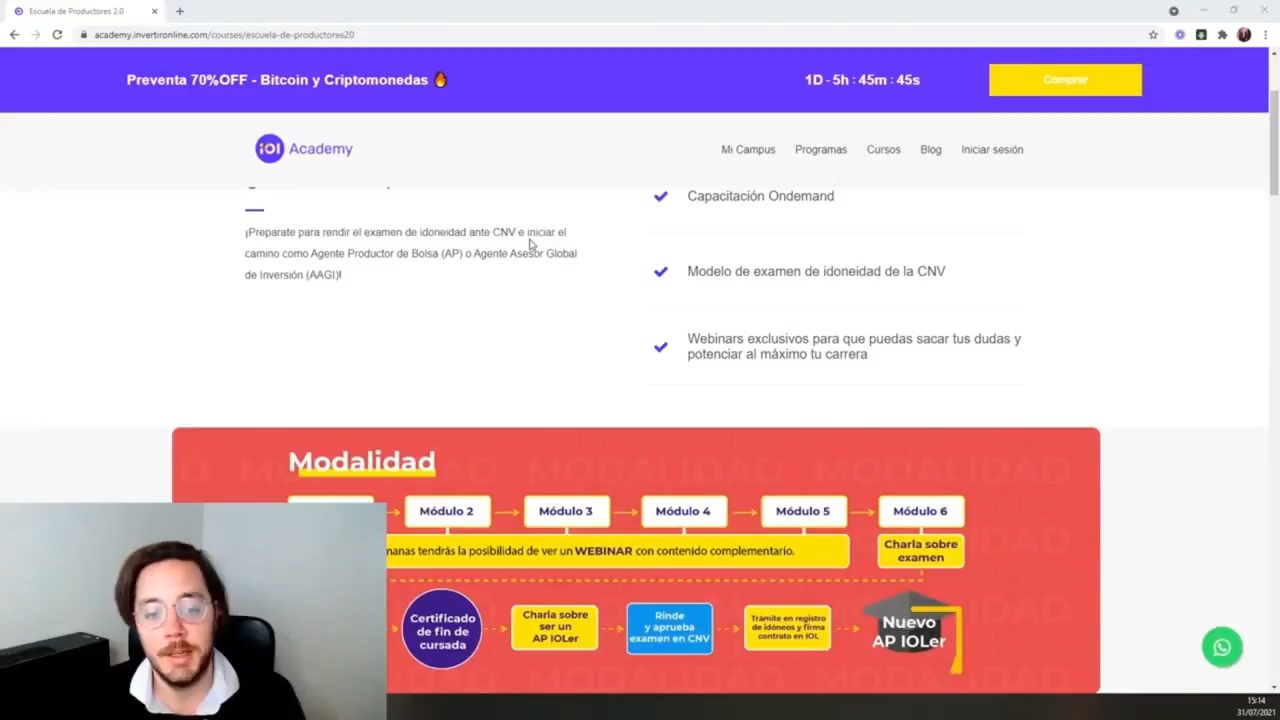 Escuela de Productores 2.0
academy.invertironline.com/courses/escuela-de-productores20
Preventa 70%OFF - Bitcoin y Criptomonedas 🔥
1D - 5h : 45m : 45s
Comprar
iOl Academy
Mi Campus
Programas
Cursos
Blog
Iniciar sesión
¡Preparate para rendir el examen de idoneidad ante CNV e iniciar el
camino como Agente Productor de Bolsa (AP) o Agente Asesor Global
de Inversión (AAGI)!
Capacitación Ondemand
Modelo de examen de idoneidad de la CNV
Webinars exclusivos para que puedas sacar tus dudas y
potenciar al máximo tu carrera
MODALIDAD MODALIDAD MODALIDAD
Modalidad
Módulo 2
Módulo 3
Módulo 4
Módulo 5
Módulo 6
manas tendrás la posibilidad de ver un WEBINAR con contenido complementario.
Charla sobre
examen
Certificado
de fin de
cursada
Charla sobre
ser un
AP IOLer
Rinde
y aprueba
examen en CNV
Trámite en registro
de idóneos y firma
contrato en IOL
Nuevo
AP IOLer
15:14
31/07/2021